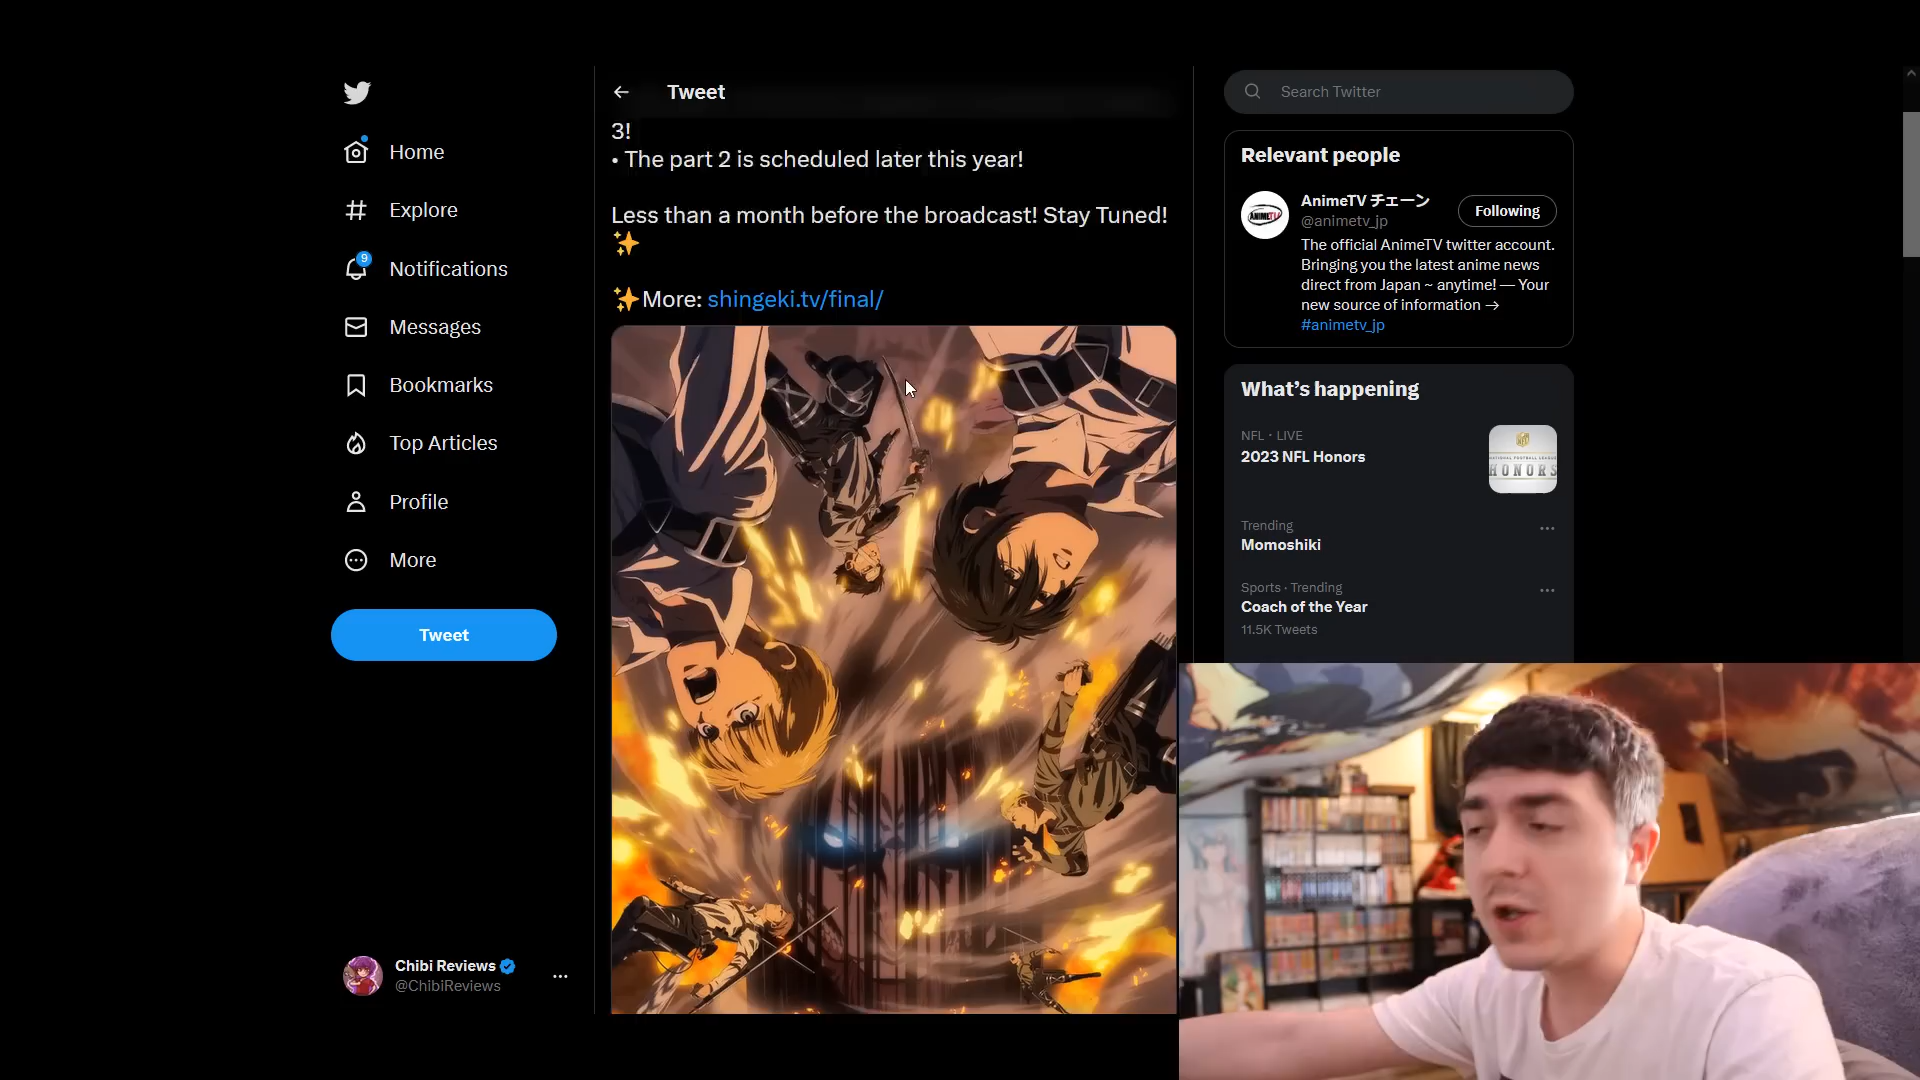 Home
Explore
9
Notifications
Messages
Bookmarks
Top Articles
Profile
More
Tweet
Chibi Reviews
@ChibiReviews
Tweet
3!
• The part 2 is scheduled later this year!
Less than a month before the broadcast! Stay Tuned!
✨
✨More: shingeki.tv/final/
Search Twitter
Relevant people
ANIMETV
AnimeTV チェーン
@animetv_jp
Following
The official AnimeTV twitter account.
Bringing you the latest anime news
direct from Japan ~ anytime! — Your
new source of information →
#animetv_jp
What's happening
NFL · LIVE
2023 NFL Honors
NATIONAL FOOTBALL LEAGUE
HONORS
Trending
Momoshiki
Sports · Trending
Coach of the Year
11.5K Tweets